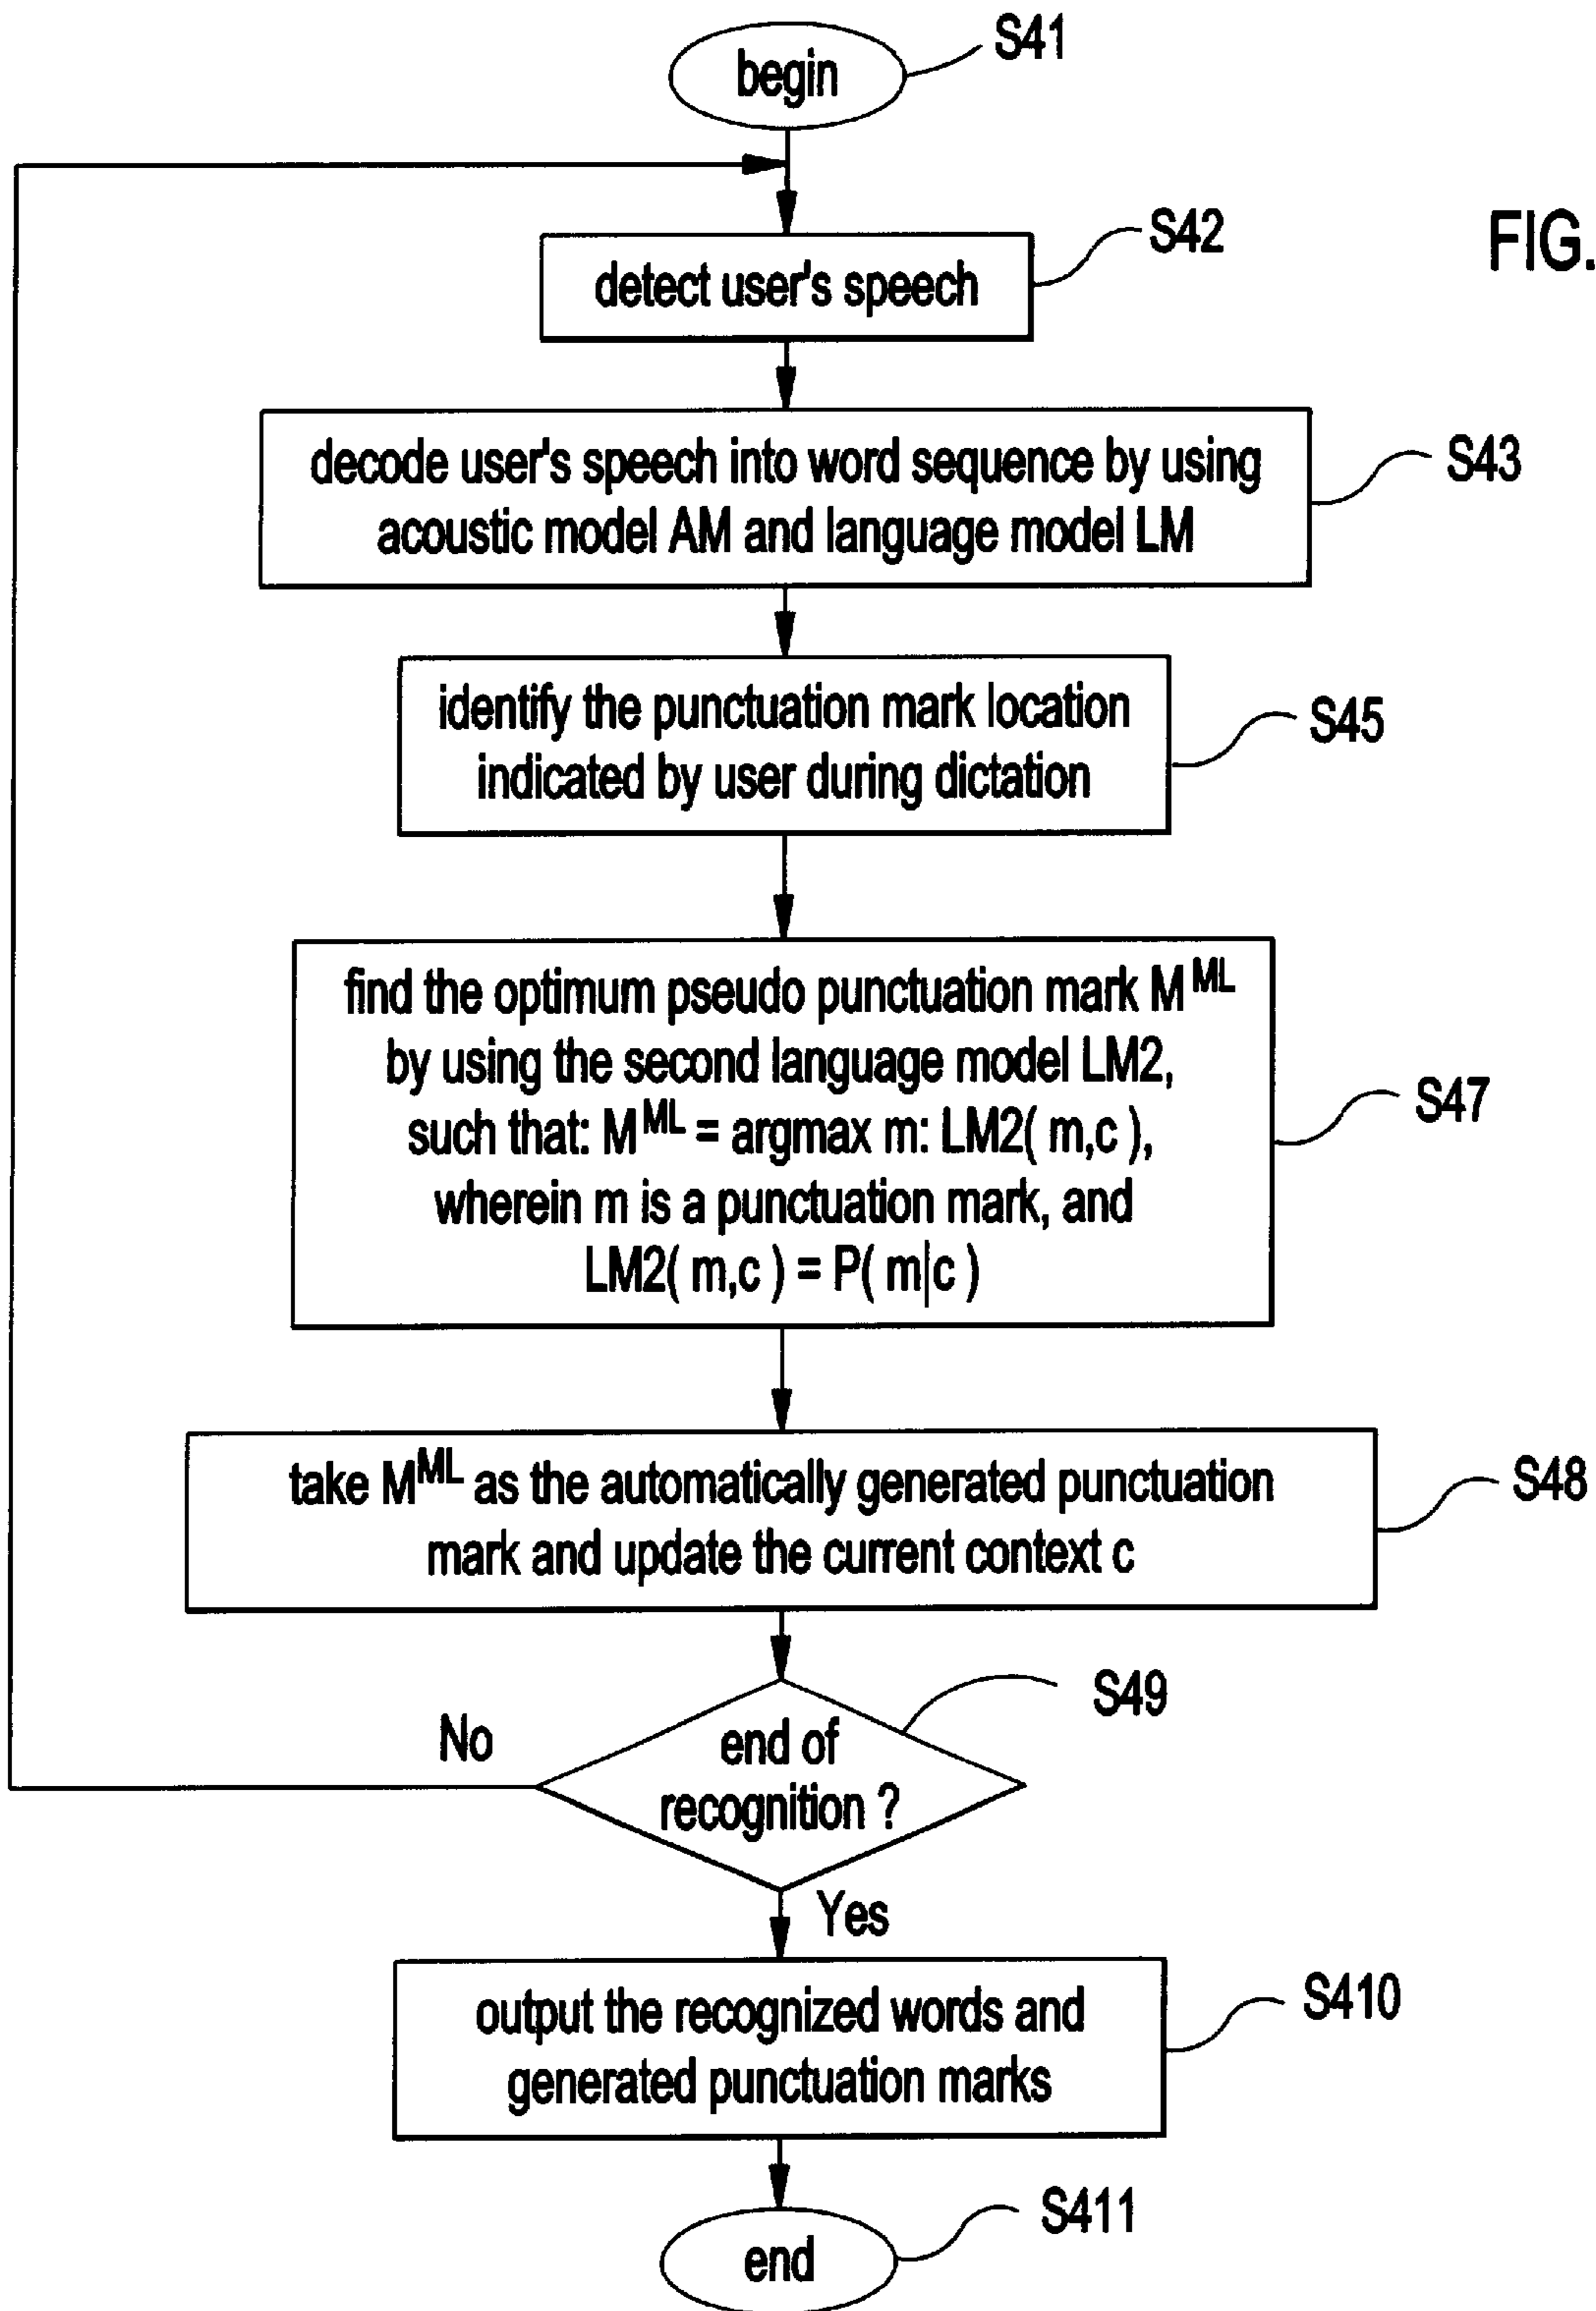 begin
S41
FIG.
S42
detect user's speech
decode user's speech into word sequence by using
acoustic model AM and language model LM
S43
identify the punctuation mark location
indicated by user during dictation
S45
find the optimum pseudo punctuation mark M^ML
by using the second language model LM2,
such that: M^ML = argmax m: LM2( m,c ),
wherein m is a punctuation mark, and
LM2( m,c ) = P( m|c )
S47
take M^ML as the automatically generated punctuation
mark and update the current context c
S48
S49
No
end of
recognition ?
Yes
output the recognized words and
generated punctuation marks
S410
S411
end